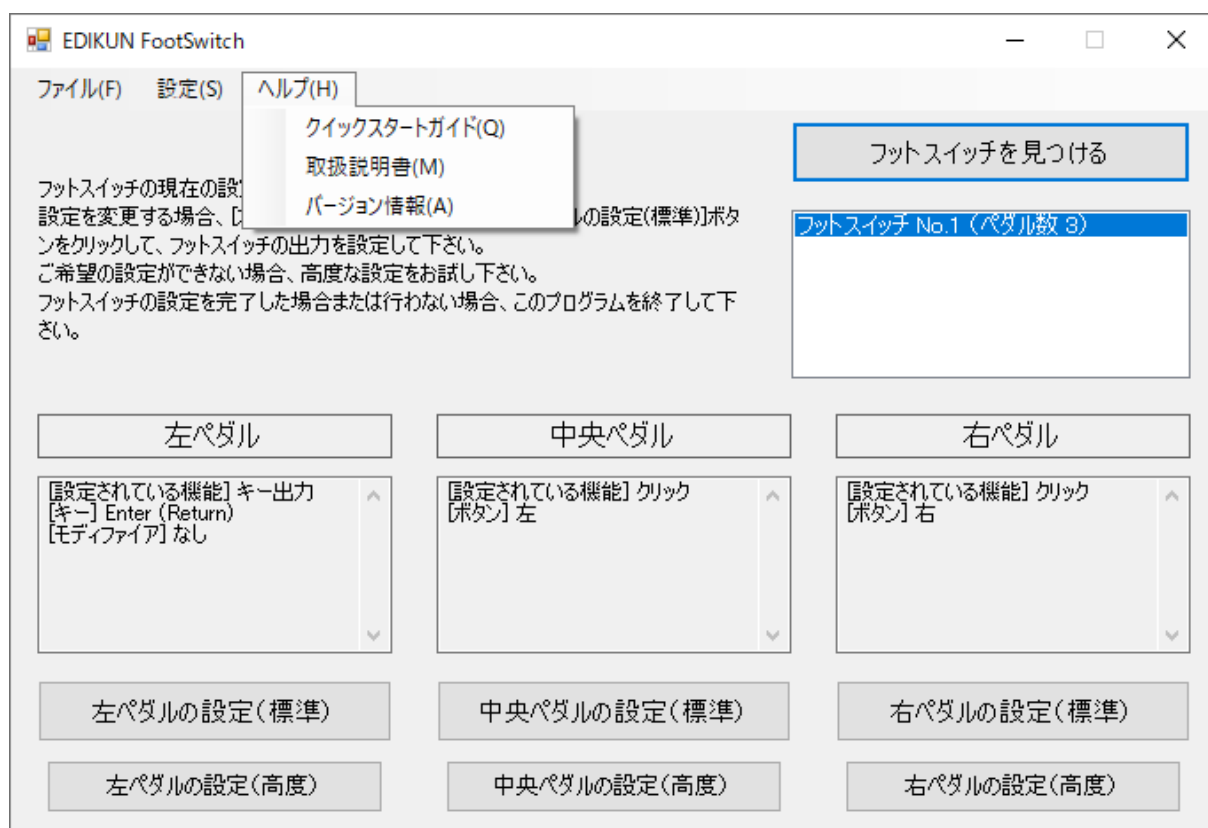 EDIKUN FootSwitch
ファイル(F) 設定(S) ヘルプ(H)
クイックスタートガイド(Q)
取扱説明書(M)
バージョン情報(A)
フットスイッチを見つける
フットスイッチの現在の設
設定を変更する場合、[ ルの設定(標準)]ボタ
ンをクリックして、フットスイッチの出力を設定して下さい。
ご希望の設定ができない場合、高度な設定をお試し下さい。
フットスイッチの設定を完了した場合または行わない場合、このプログラムを終了して下
さい。
フットスイッチ No.1 (ペダル数 3)
左ペダル
[設定されている機能] キー出力
[キー] Enter (Return)
[モディファイア] なし
中央ペダル
[設定されている機能] クリック
[ボタン] 左
右ペダル
[設定されている機能] クリック
[ボタン] 右
左ペダルの設定(標準)
中央ペダルの設定(標準)
右ペダルの設定(標準)
左ペダルの設定(高度)
中央ペダルの設定(高度)
右ペダルの設定(高度)